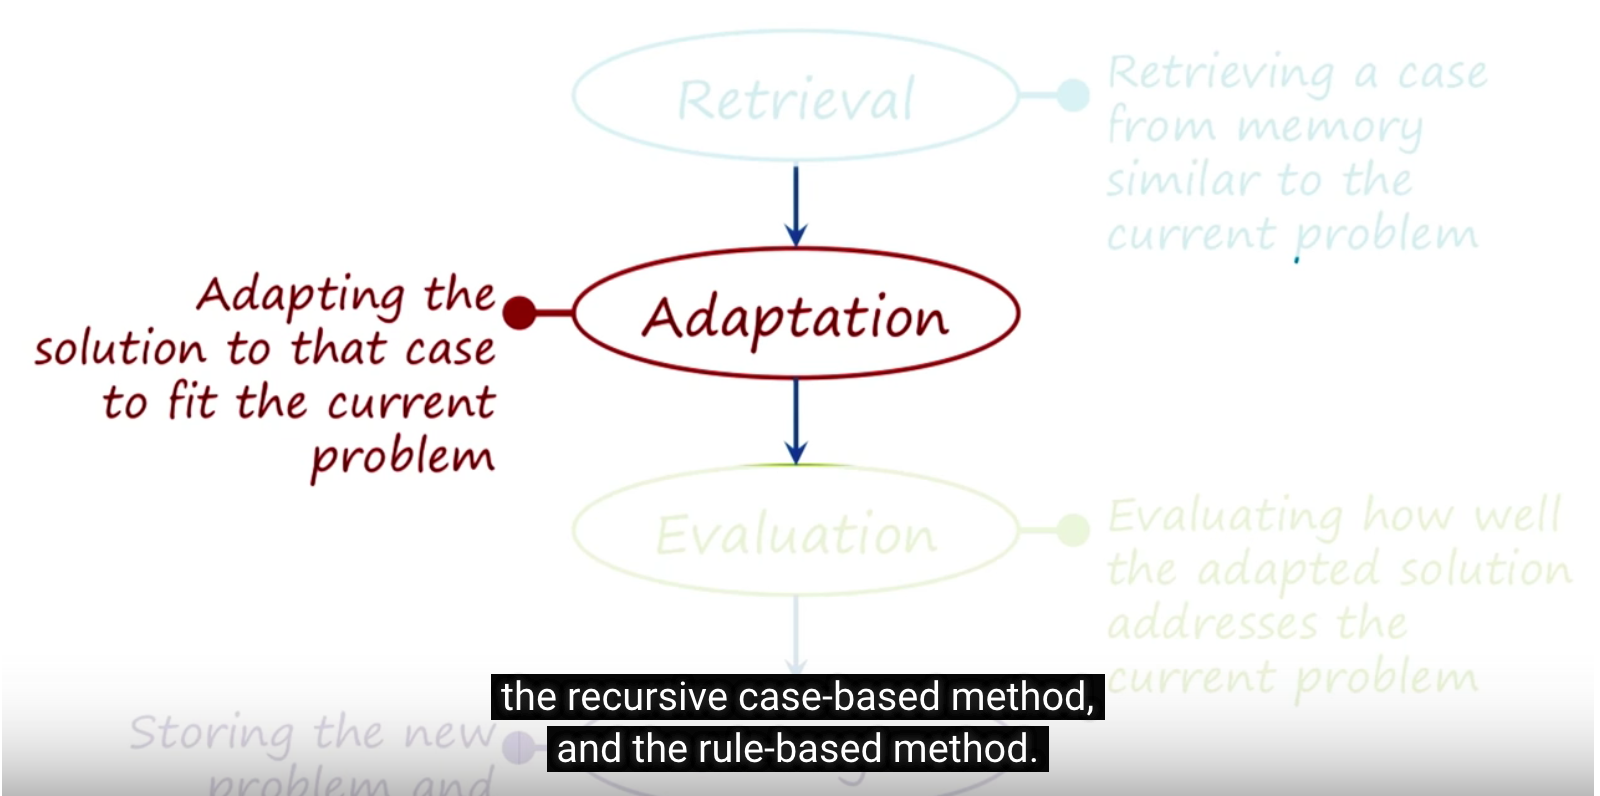 Retrieval
Retrieving a case
from memory
similar to the
current problem
Adapting the
solution to that case
to fit the current
problem
Adaptation
Evaluation
Evaluating how well
the adapted solution
addresses the
current problem
the recursive case-based method,
and the rule-based method.
Storing the new
problem and